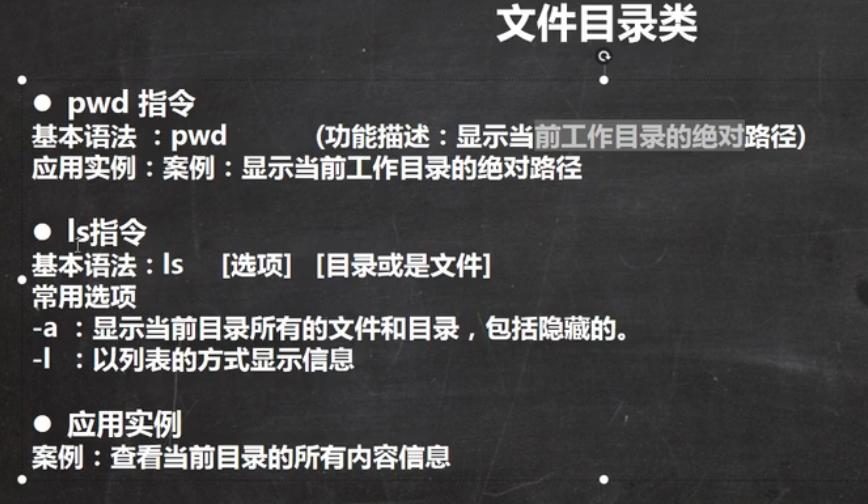 文件目录类
● pwd 指令
基本语法 ：pwd (功能描述：显示当前工作目录的绝对路径)
应用实例：案例：显示当前工作目录的绝对路径
● ls指令
基本语法：ls [选项] [目录或是文件]
常用选项
-a ：显示当前目录所有的文件和目录，包括隐藏的。
-l ：以列表的方式显示信息
● 应用实例
案例：查看当前目录的所有内容信息